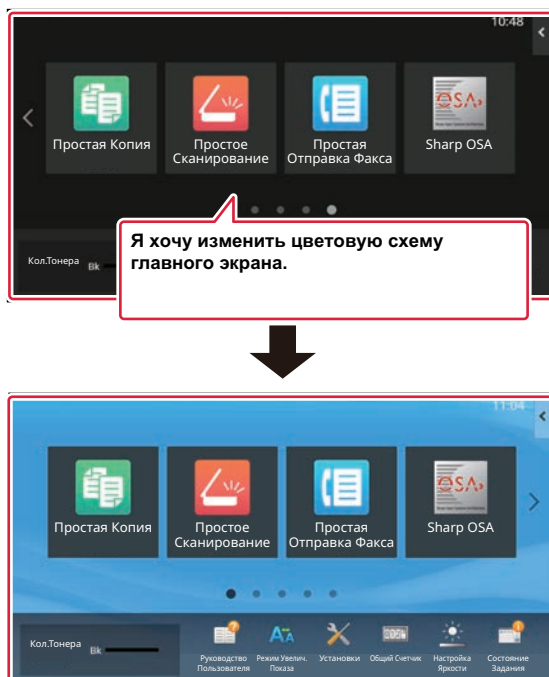 10:48
Простая Копия
Простое
Сканирование
Простая
Отправка Факса
Sharp OSA
Я хочу изменить цветовую схему
главного экрана.
Кол.Тонера
Bk
11:04
Простая Копия
Простое
Сканирование
Простая
Отправка Факса
Sharp OSA
Кол.Тонера
Bk
Руководство
Пользователя
Режим Увелич.
Показа
Установки
Общий Счетчик
Настройка
Яркости
Состояние
Задания